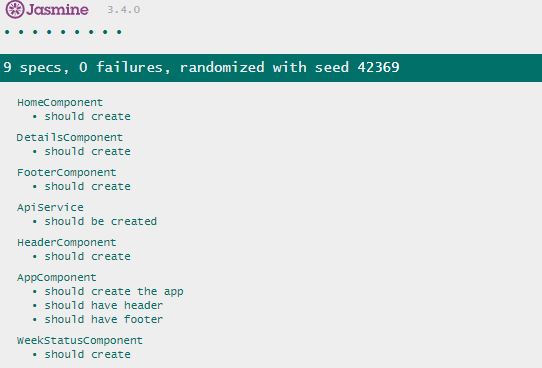 Jasmine 3.4.0
• • • • • • • • •
9 specs, 0 failures, randomized with seed 42369
HomeComponent
• should create
DetailsComponent
• should create
FooterComponent
• should create
ApiService
• should be created
HeaderComponent
• should create
AppComponent
• should create the app
• should have header
• should have footer
WeekStatusComponent
• should create